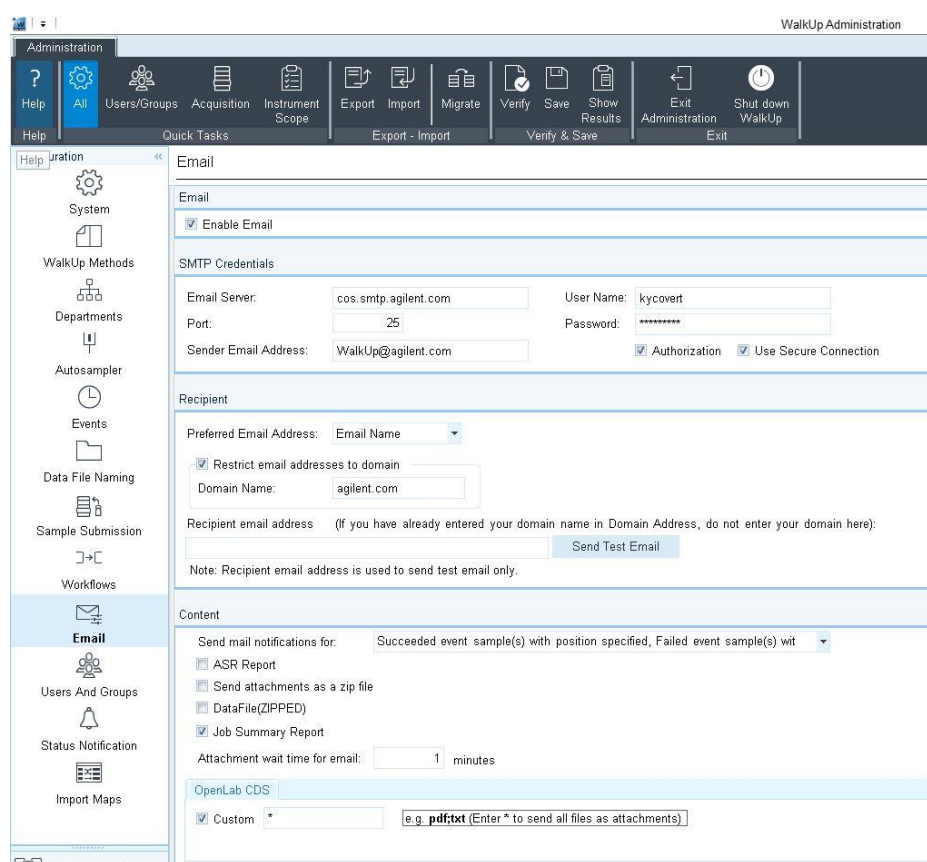 WalkUp Administration
Administration
Help All Users/Groups Acquisition Instrument Scope Export Import Migrate Verify Save Show Results Exit Administration Shut down WalkUp
Help Quick Tasks Export - Import Verify & Save Exit
Help uration «
Email
System
WalkUp Methods
Departments
Autosampler
Events
Data File Naming
Sample Submission
Workflows
Email
Users And Groups
Status Notification
Import Maps
Email
Enable Email
SMTP Credentials
Email Server: cos.smtp.agilent.com User Name: kycovert
Port: 25 Password: *********
Sender Email Address: WalkUp@agilent.com Authorization Use Secure Connection
Recipient
Preferred Email Address: Email Name
Restrict email addresses to domain
Domain Name: agilent.com
Recipient email address (If you have already entered your domain name in Domain Address, do not enter your domain here):
Send Test Email
Note: Recipient email address is used to send test email only.
Content
Send mail notifications for: Succeeded event sample(s) with position specified, Failed event sample(s) wit
ASR Report
Send attachments as a zip file
DataFile(ZIPPED)
Job Summary Report
Attachment wait time for email: 1 minutes
OpenLab CDS
Custom * e.g. pdf;txt (Enter * to send all files as attachments)